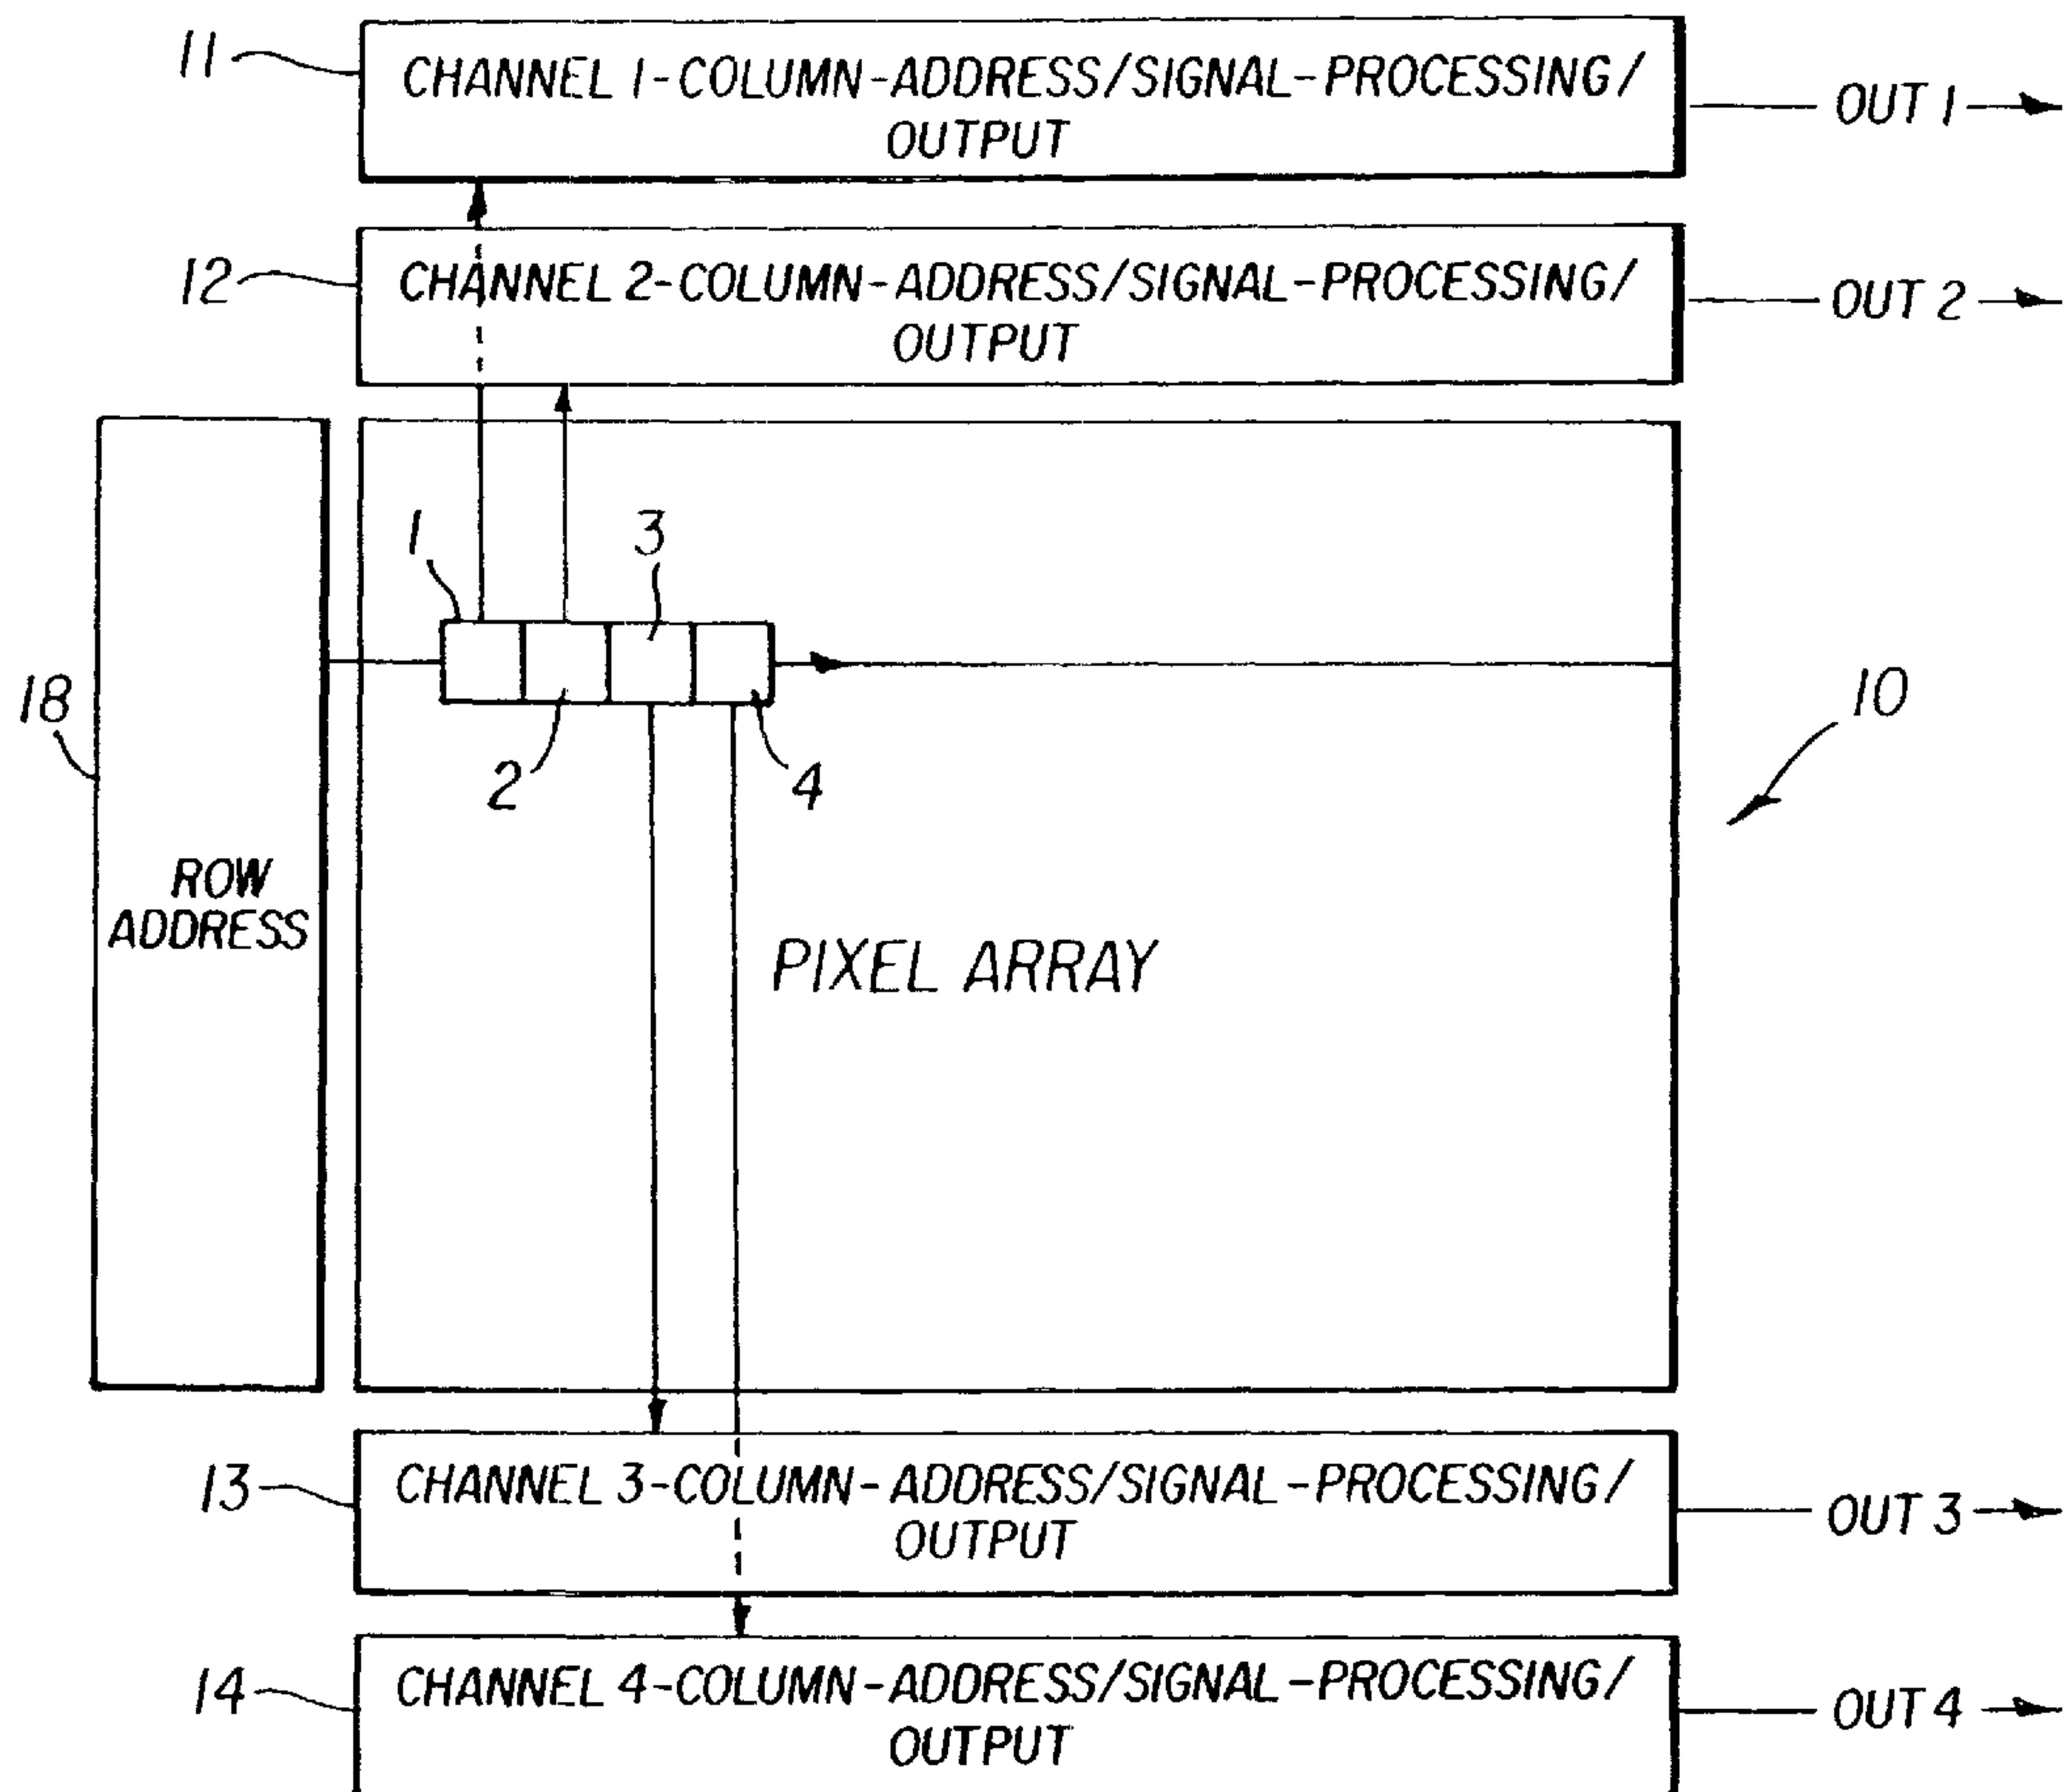 11
CHANNEL 1-COLUMN-ADDRESS/SIGNAL-PROCESSING/
OUTPUT
OUT 1
12
CHANNEL 2-COLUMN-ADDRESS/SIGNAL-PROCESSING/
OUTPUT
OUT 2
1
3
18
2
4
10
ROW
ADDRESS
PIXEL ARRAY
13
CHANNEL 3-COLUMN-ADDRESS/SIGNAL-PROCESSING/
OUTPUT
OUT 3
14
CHANNEL 4-COLUMN-ADDRESS/SIGNAL-PROCESSING/
OUTPUT
OUT 4